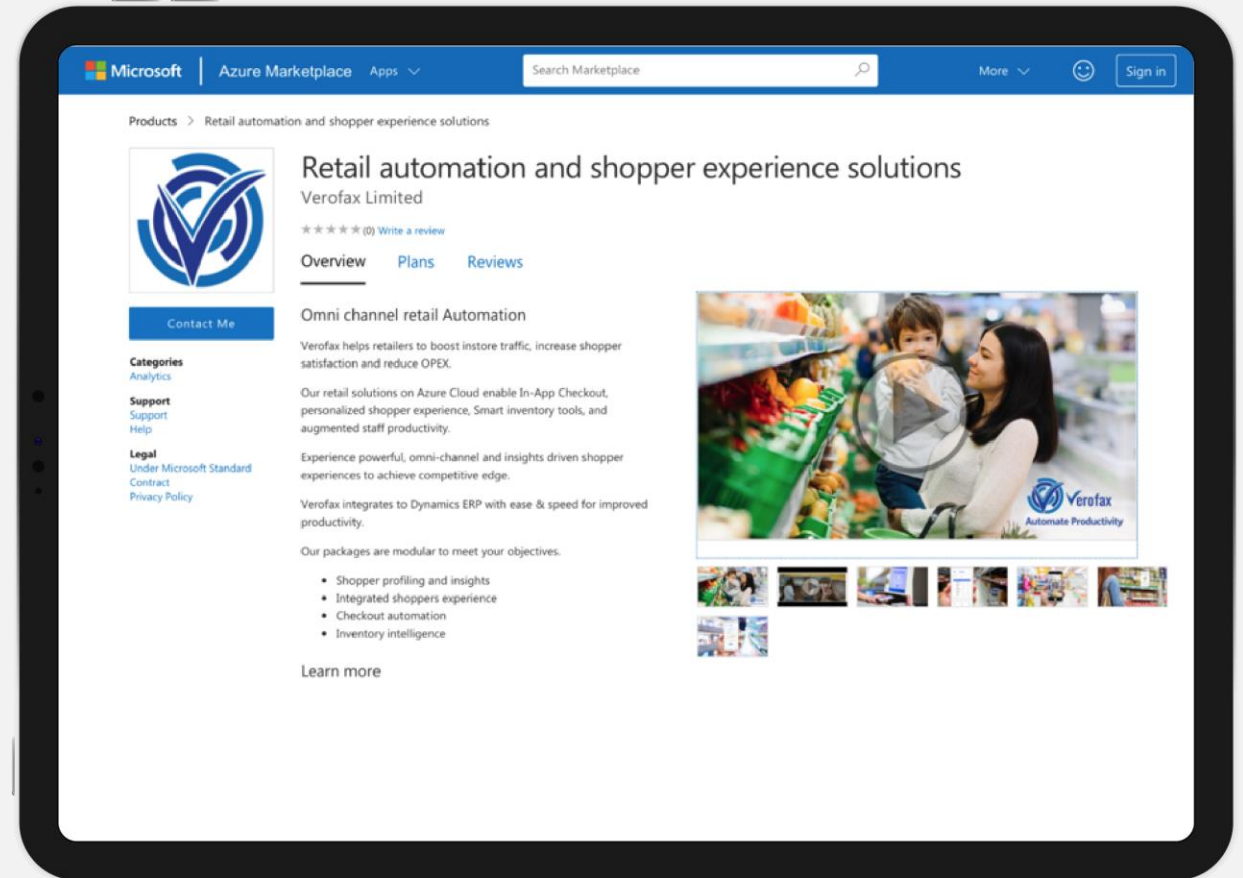 Microsoft
Azure Marketplace
Apps
Search Marketplace
More
Sign in
Products > Retail automation and shopper experience solutions
Retail automation and shopper experience solutions
Verofax Limited
(0) Write a review
Overview
Plans
Reviews
Contact Me
Categories
Analytics
Support
Support
Help
Legal
Under Microsoft Standard
Contract
Privacy Policy
Omni channel retail Automation
Verofax helps retailers to boost instore traffic, increase shopper
satisfaction and reduce OPEX.
Our retail solutions on Azure Cloud enable In-App Checkout,
personalized shopper experience, Smart inventory tools, and
augmented staff productivity.
Experience powerful, omni-channel and insights driven shopper
experiences to achieve competitive edge.
Verofax integrates to Dynamics ERP with ease & speed for improved
productivity.
Our packages are modular to meet your objectives.
• Shopper profiling and insights
• Integrated shoppers experience
• Checkout automation
• Inventory intelligence
Learn more
Verofax
Automate Productivity